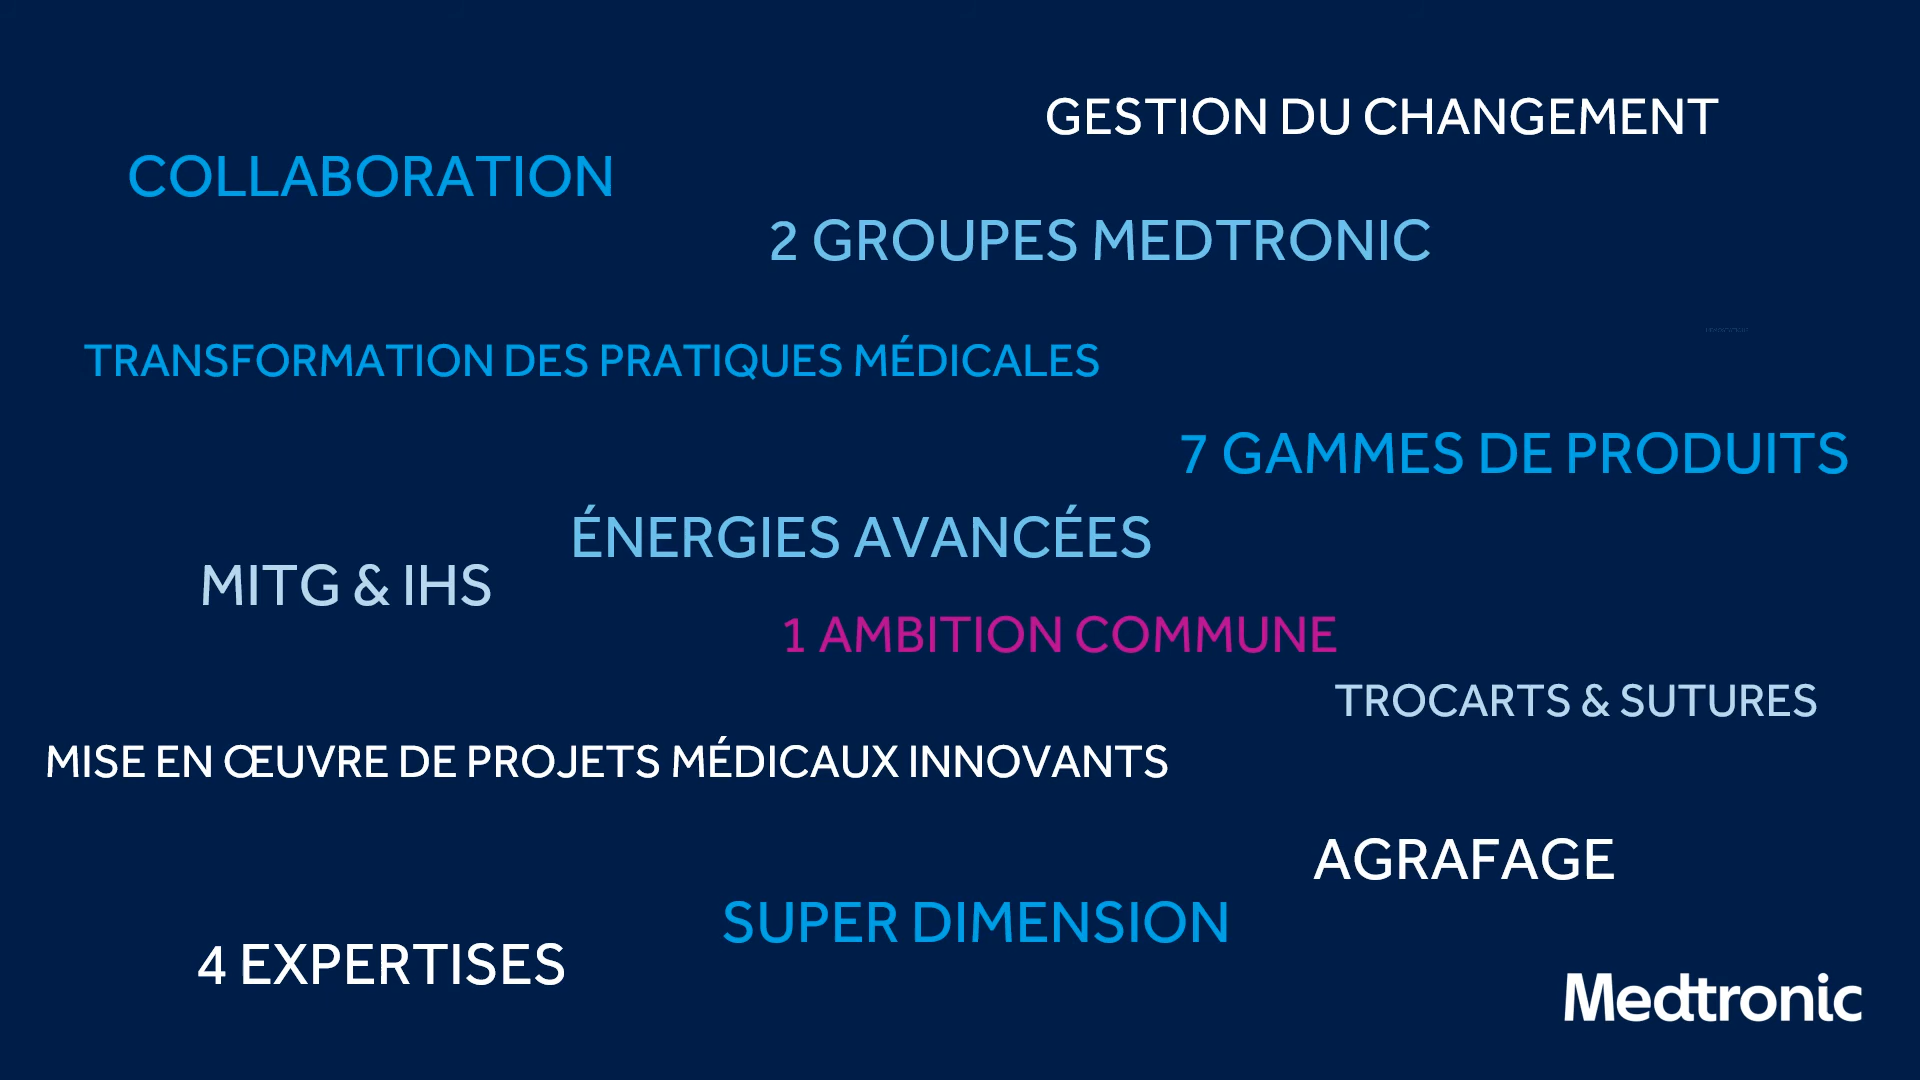 GESTION DU CHANGEMENT
COLLABORATION
2 GROUPES MEDTRONIC
TRANSFORMATION DES PRATIQUES MÉDICALES
7 GAMMES DE PRODUITS
ÉNERGIES AVANCÉES
MITG & IHS
1 AMBITION COMMUNE
TROCARTS & SUTURES
MISE EN ŒUVRE DE PROJETS MÉDICAUX INNOVANTS
AGRAFAGE
SUPER DIMENSION
4 EXPERTISES
Medtronic